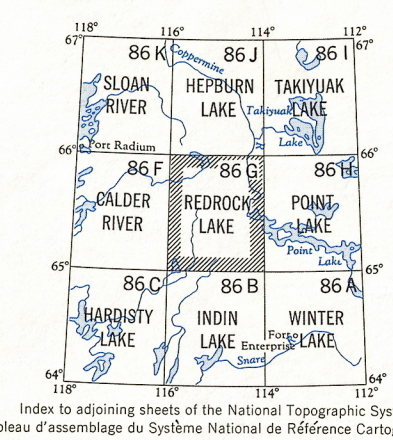 118° 116° 114° 112°
67° 67°
86 K 86 J 86 I
Coppermine
SLOAN RIVER HEPBURN LAKE TAKIYUAK LAKE
Takiyuak
Lake
R
Port Radium
66° 66°
86 F 86 G 86 H
CALDER RIVER REDROCK LAKE POINT LAKE
Point
Lake
65° 65°
86 C 86 B 86 A
HARDISTY LAKE INDIN LAKE WINTER LAKE
Fort
Enterprise
Snare
64° 64°
118° 116° 114° 112°
Index to adjoining sheets of the National Topographic Sys
bleau d'assemblage du Système National de Référence Cartog